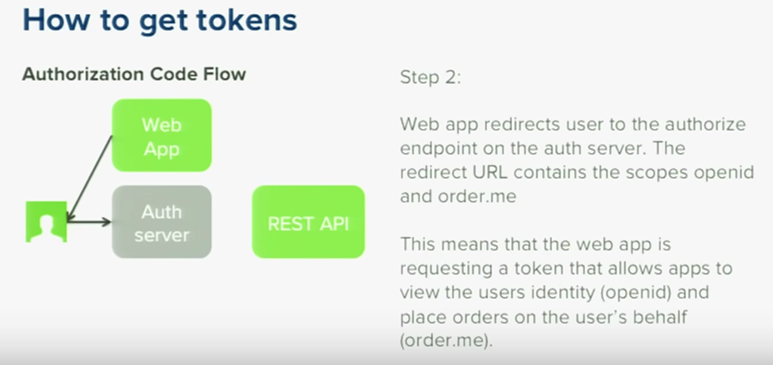 How to get tokens
Authorization Code Flow
Web
App
Auth
server
REST API
Step 2:
Web app redirects user to the authorize
endpoint on the auth server. The
redirect URL contains the scopes openid
and order.me
This means that the web app is
requesting a token that allows apps to
view the users identity (openid) and
place orders on the user's behalf
(order.me).